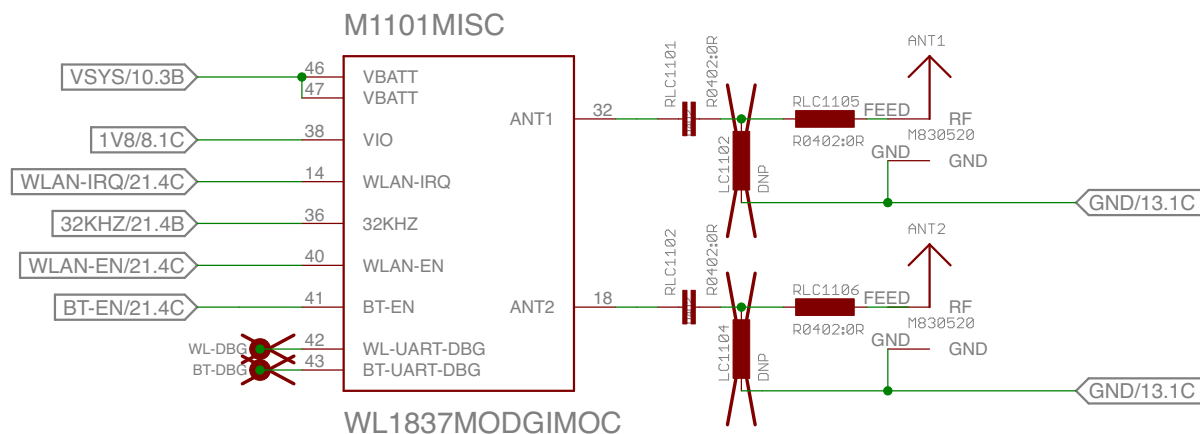 M1101MISC
VSYS/10.3B
46
VBATT
47
VBATT
1V8/8.1C
38
VIO
WLAN-IRQ/21.4C
14
WLAN-IRQ
32KHZ/21.4B
36
32KHZ
WLAN-EN/21.4C
40
WLAN-EN
BT-EN/21.4C
41
BT-EN
WL-DBG
42
WL-UART-DBG
BT-DBG
43
BT-UART-DBG
WL1837MODGIMOC
ANT1
32
RLC1101
R0402:0R
LC1102
DNP
RLC1105
R0402:0R
FEED
ANT1
RF
M830520
GND
GND
GND/13.1C
ANT2
18
RLC1102
R0402:0R
LC1104
DNP
RLC1106
R0402:0R
FEED
ANT2
RF
M830520
GND
GND
GND/13.1C